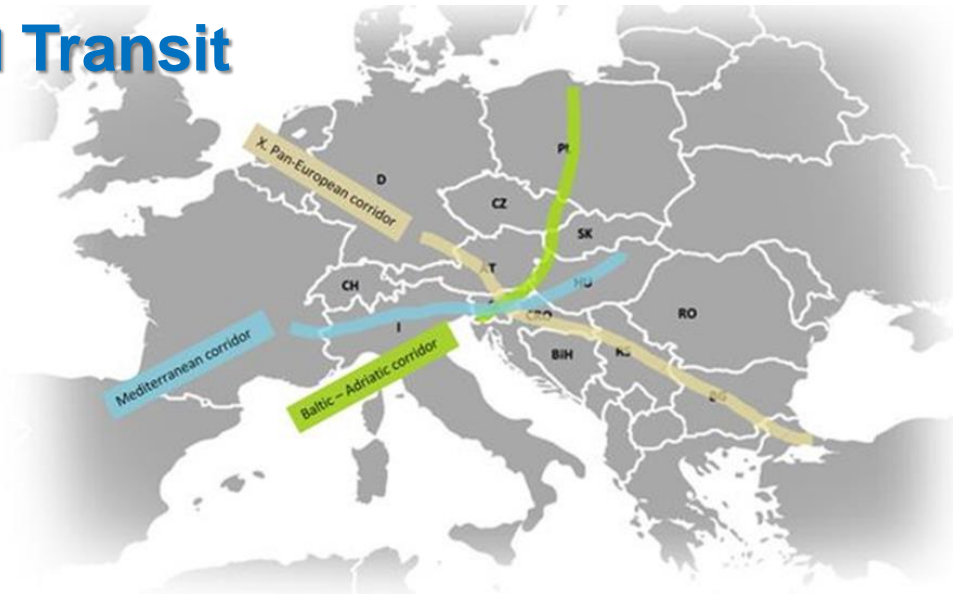 Transit
X. Pan-European corridor
D
PL
CZ
SK
AT
CH
HU
I
CRO
RO
BiH
RS
BG
Mediterranean corridor
Baltic – Adriatic corridor